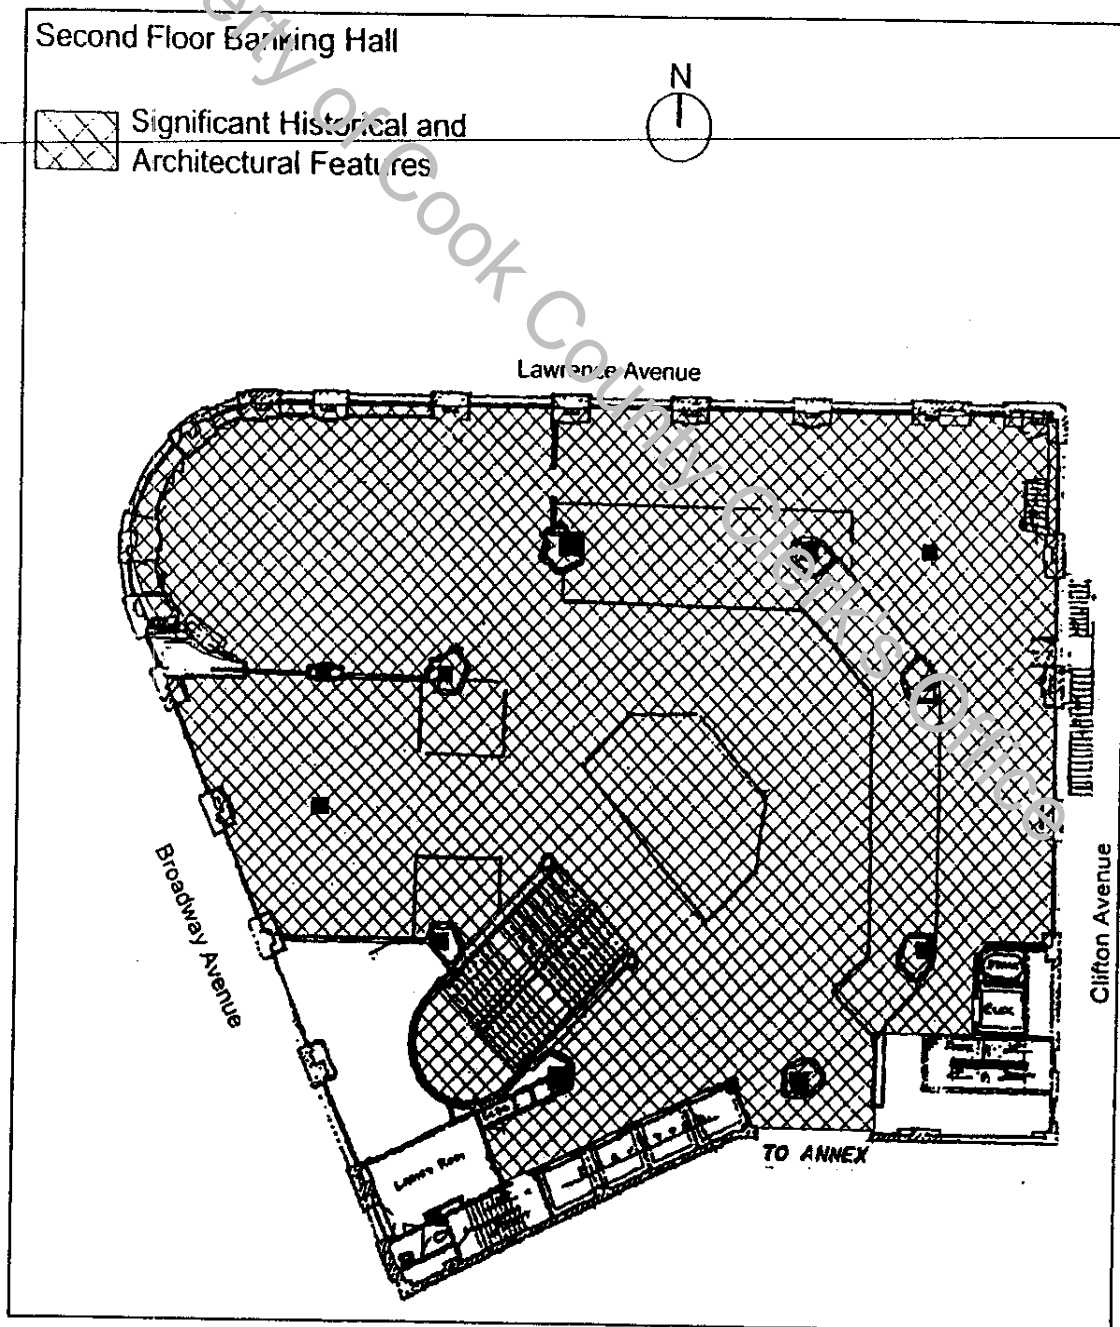 Second Floor Banking Hall
N
Significant Historical and
Architectural Features
erty of Cook County Clerk's Office
Lawrence Avenue
Broadway Avenue
Clifton Avenue
TO ANNEX